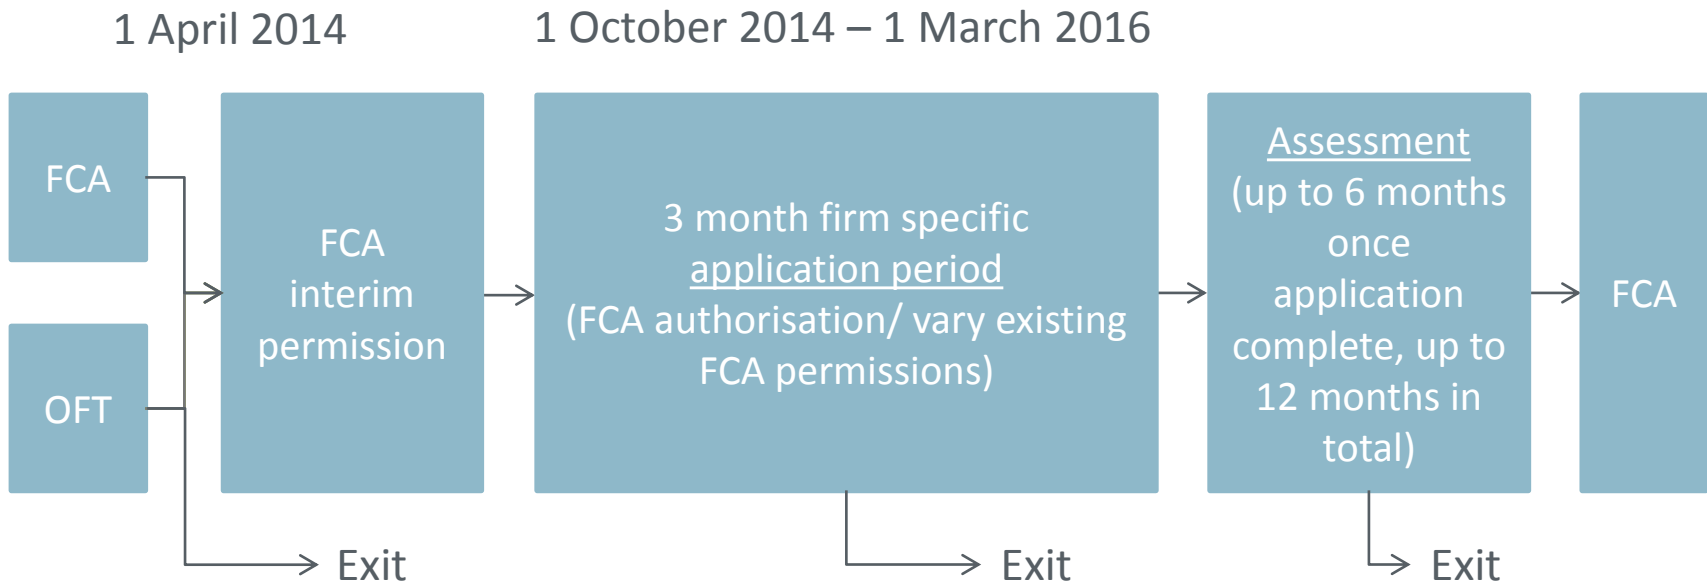 1 April 2014
1 October 2014 – 1 March 2016
FCA
OFT
FCA
interim
permission
3 month firm specific
application period
(FCA authorisation/ vary existing
FCA permissions)
Assessment
(up to 6 months
once
application
complete, up to
12 months in
total)
FCA
Exit
Exit
Exit